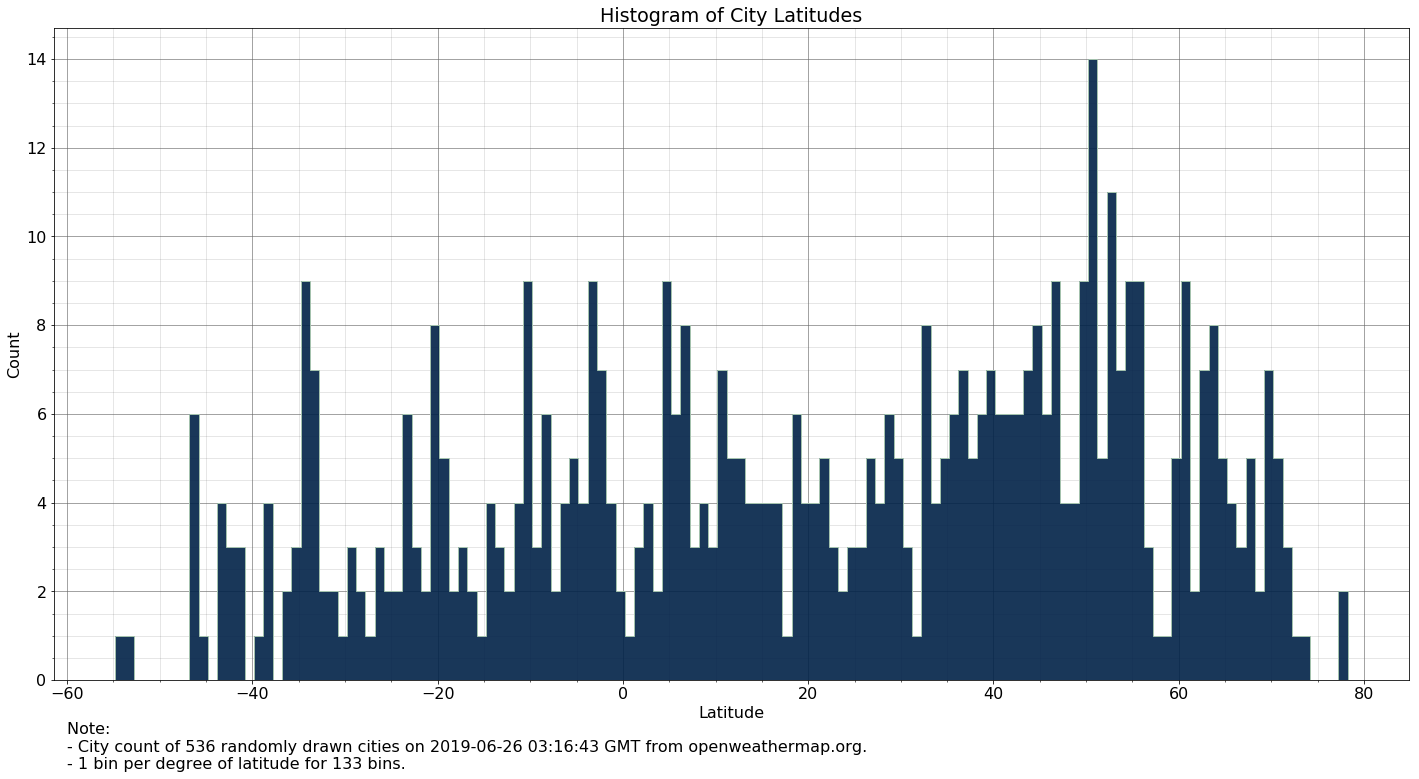 Histogram of City Latitudes
14
12
10
8
6
4
2
0
Count
−60
−40
−20
0
20
40
60
80
Latitude
Note:
- City count of 536 randomly drawn cities on 2019-06-26 03:16:43 GMT from openweathermap.org.
- 1 bin per degree of latitude for 133 bins.